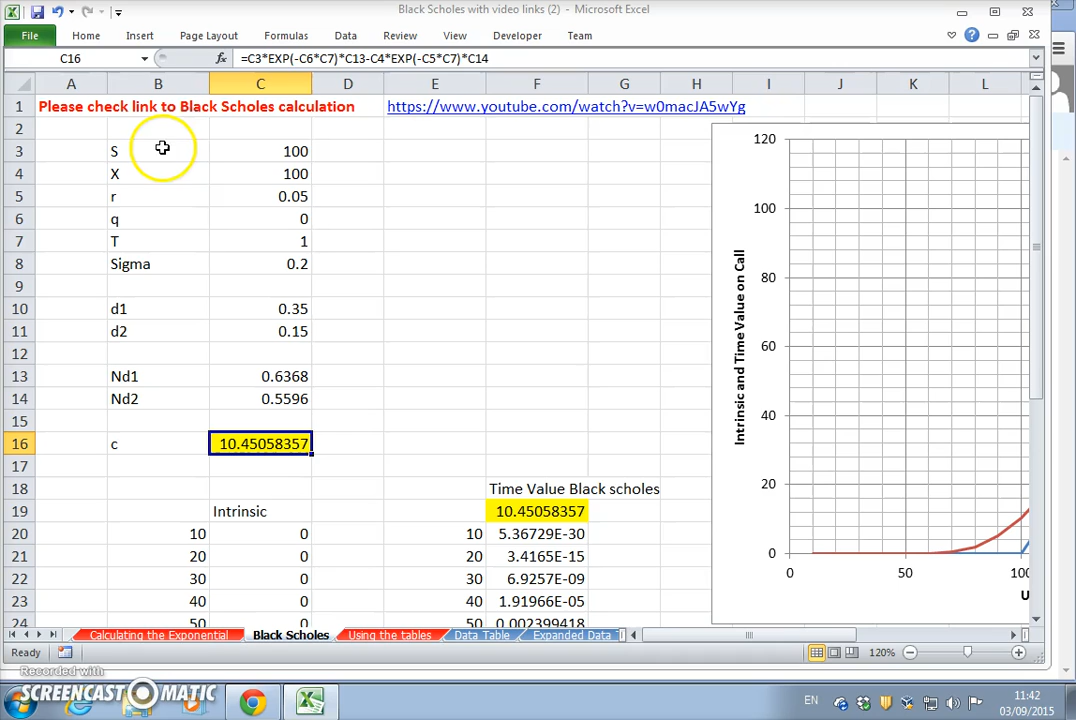 Black Scholes with video links (2) - Microsoft Excel
File Home Insert Page Layout Formulas Data Review View Developer Team
C16 fx =C3*EXP(-C6*C7)*C13-C4*EXP(-C5*C7)*C14
A B C D E F G H I J K L
1 Please check link to Black Scholes calculation https://www.youtube.com/watch?v=w0macJA5wYg
2
3 S 100
4 X 100
5 r 0.05
6 q 0
7 T 1
8 Sigma 0.2
9
10 d1 0.35
11 d2 0.15
12
13 Nd1 0.6368
14 Nd2 0.5596
15
16 c 10.45058357
17
18 Time Value Black scholes
19 Intrinsic 10.45058357
20 10 0 10 5.36729E-30
21 20 0 20 3.4165E-15
22 30 0 30 6.9257E-09
23 40 0 40 1.91966E-05
24 50 0 50 0.002399418
Intrinsic and Time Value on Call
120
100
80
60
40
20
0
0 50 100
U
Calculating the Exponential Black Scholes Using the tables Data Table Expanded Data
Ready 120%
Recorded with
SCREENCAST-O-MATIC
EN 11:42
03/09/2015